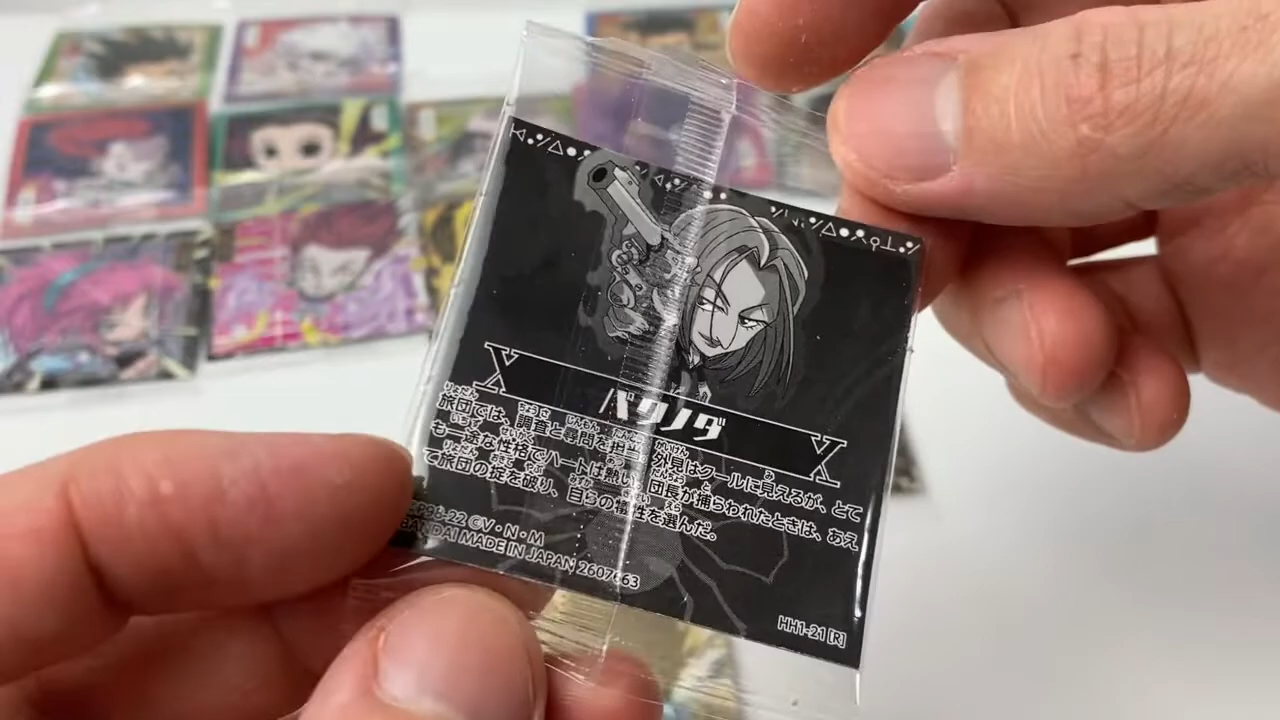 パクノダ
旅団では、調査と尋問を担当。外見はクールに見えるが、とて
も一途な性格でハートは熱い。団長が捕らわれたときは、あえ
て旅団の掟を破り、自らの犠牲を選んだ。
©V・N・M
BANDAI MADE IN JAPAN 2607663
HH1-21 [R]